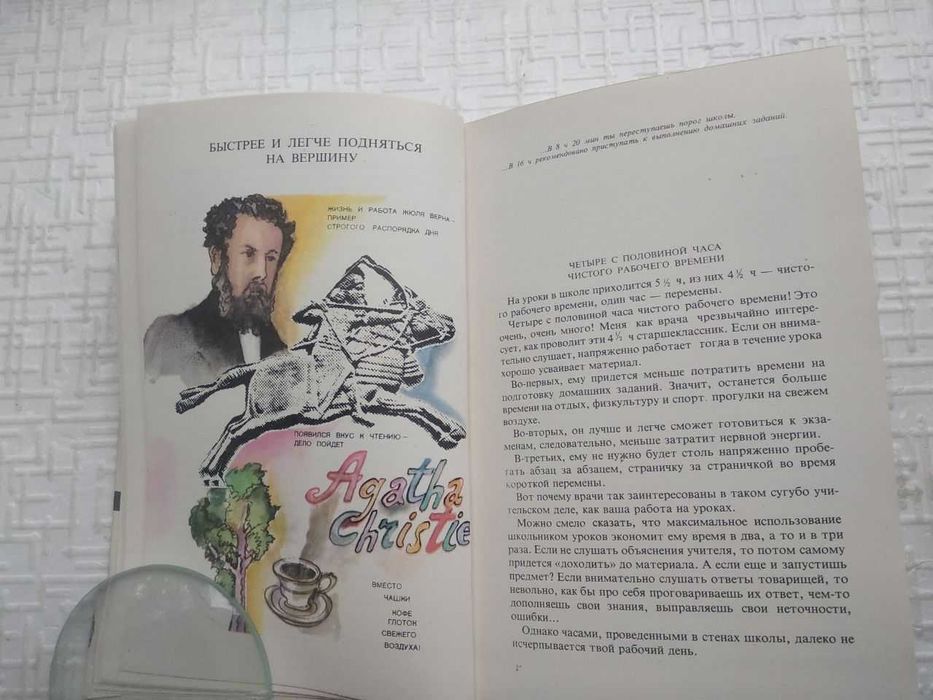 БЫСТРЕЕ И ЛЕГЧЕ ПОДНЯТЬСЯ
НА ВЕРШИНУ
ЖИЗНЬ И РАБОТА ЖЮЛЯ ВЕРНА –
ПРИМЕР
СТРОГОГО РАСПОРЯДКА ДНЯ
ПОЯВИЛСЯ ВКУС К ЧТЕНИЮ –
ДЕЛО ПОЙДЕТ
Agatha
Christie
ВМЕСТО
ЧАШКИ
КОФЕ
ГЛОТОК
СВЕЖЕГО
ВОЗДУХА!
...В 8 ч 20 мин ты переступаешь порог школы.
...В 16 ч рекомендовано приступать к выполнению домашних заданий.
ЧЕТЫРЕ С ПОЛОВИНОЙ ЧАСА
ЧИСТОГО РАБОЧЕГО ВРЕМЕНИ
На уроки в школе приходится 5 ½ ч, из них 4 ½ ч — чисто-
го рабочего времени, один час — перемены.
Четыре с половиной часа чистого рабочего времени! Это
очень, очень много! Меня как врача чрезвычайно интере-
сует, как проводит эти 4 ½ ч старшеклассник. Если он внима-
тельно слушает, напряженно работает тогда в течение урока
хорошо усваивает материал.
Во-первых, ему придется меньше потратить времени на
подготовку домашних заданий. Значит, останется больше
времени на отдых, физкультуру и спорт. прогулки на свежем
воздухе.
Во-вторых, он лучше и легче сможет готовиться к экза-
менам, следовательно, меньше затратит нервной энергии.
В-третьих, ему не нужно будет столь напряженно пробе-
гать абзац за абзацем, страничку за страничкой во время
короткой перемены.
Вот почему врачи так заинтересованы в таком сугубо учи-
тельском деле, как ваша работа на уроках.
Можно смело сказать, что максимальное использование
школьником уроков экономит ему время в два, а то и в три
раза. Если не слушать объяснения учителя, то потом самому
придется «доходить» до материала. А если еще и запустишь
предмет? Если внимательно слушать ответы товарищей, то
невольно, как бы про себя проговариваешь их ответ, чем-то
дополняешь свои знания, выправляешь свои неточности,
ошибки...
Однако часами, проведенными в стенах школы, далеко не
исчерпывается твой рабочий день.